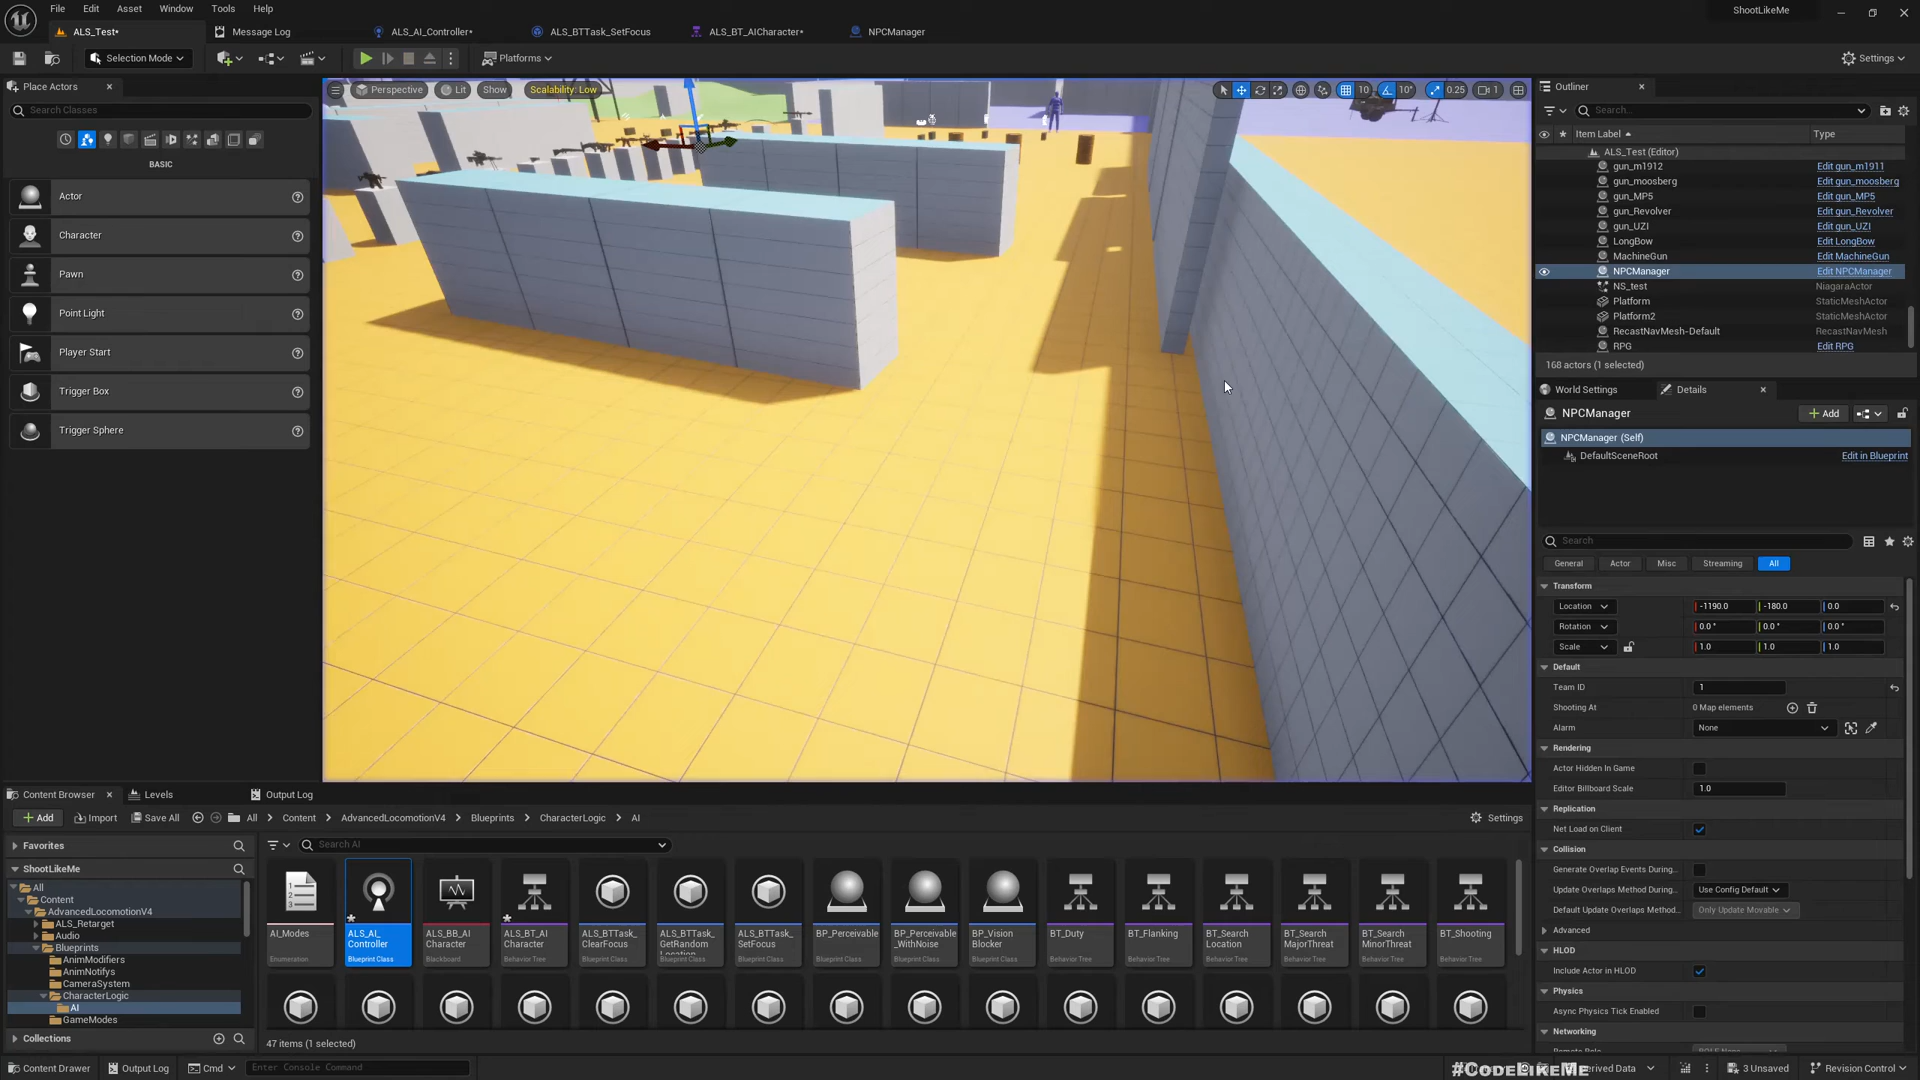 File Edit Asset Window Tools Help
ShootLikeMe
ALS_Test*
Message Log
ALS_AI_Controller*
ALS_BTTask_SetFocus
ALS_BT_AICharacter*
NPCManager
Selection Mode
Platforms
Settings
Place Actors
Search Classes
BASIC
Actor
Character
Pawn
Point Light
Player Start
Trigger Box
Trigger Sphere
Perspective
Lit
Show
Scalability: Low
10
10°
0.25
1
Outliner
Search...
Item Label
Type
ALS_Test (Editor)
gun_m1912 Edit gun_m1911
gun_moosberg Edit gun_moosberg
gun_MP5 Edit gun_MP5
gun_Revolver Edit gun_Revolver
gun_UZI Edit gun_UZI
LongBow Edit LongBow
MachineGun Edit MachineGun
NPCManager Edit NPCManager
NS_test NiagaraActor
Platform StaticMeshActor
Platform2 StaticMeshActor
RecastNavMesh-Default RecastNavMesh
RPG Edit RPG
168 actors (1 selected)
World Settings
Details
NPCManager
Add
NPCManager (Self)
DefaultSceneRoot Edit in Blueprint
Search
General Actor Misc Streaming All
Transform
Location -1190.0 -180.0 0.0
Rotation 0.0° 0.0° 0.0°
Scale 1.0 1.0 1.0
Default
Team ID 1
Shooting At 0 Map elements
Alarm None
Rendering
Actor Hidden In Game
Editor Billboard Scale 1.0
Replication
Net Load on Client
Collision
Generate Overlap Events During...
Update Overlaps Method During... Use Config Default
Default Update Overlaps Method... Only Update Movable
Advanced
HLOD
Include Actor in HLOD
Physics
Async Physics Tick Enabled
Networking
Content Browser
Levels
Output Log
Add
Import
Save All
All
Content
AdvancedLocomotionV4
Blueprints
CharacterLogic
AI
Settings
Favorites
Search AI
ShootLikeMe
All
Content
AdvancedLocomotionV4
ALS_Retarget
Audio
Blueprints
AnimModifiers
AnimNotifys
CameraSystem
CharacterLogic
AI
GameModes
Collections
AI_Modes
Enumeration
ALS_AI_
Controller
Blueprint Class
ALS_BB_AI
Character
Blackboard
ALS_BT_AI
Character
Behavior Tree
ALS_BTTask_
ClearFocus
Blueprint Class
ALS_BTTask_
GetRandom
Location
Blueprint Class
ALS_BTTask_
SetFocus
Blueprint Class
BP_Perceivable
Blueprint Class
BP_Perceivable
_WithNoise
Blueprint Class
BP_Vision
Blocker
Blueprint Class
BT_Duty
Behavior Tree
BT_Flanking
Behavior Tree
BT_Search
Location
Behavior Tree
BT_Search
MajorThreat
Behavior Tree
BT_Search
MinorThreat
Behavior Tree
BT_Shooting
Behavior Tree
47 items (1 selected)
Content Drawer
Output Log
Cmd
Enter Console Command
#CodeLikeMe
Derived Data
3 Unsaved
Revision Control